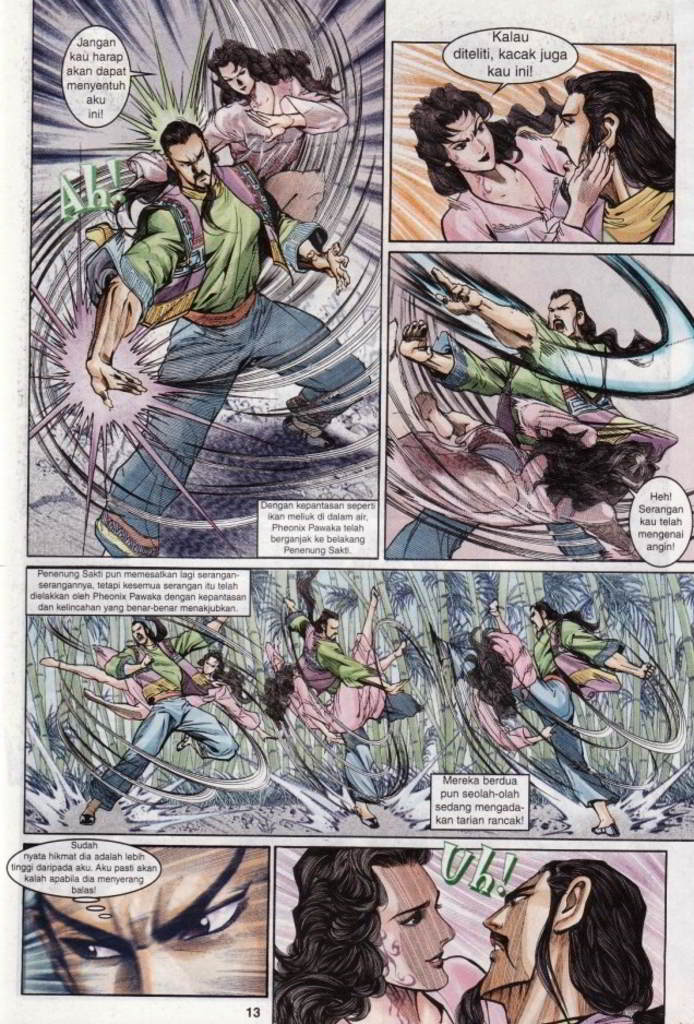 Jangan
kau harap
akan dapat
menyentuh
aku
ini!
Ah!
Dengan kepantasan seperti
ikan meliuk di dalam air,
Pheonix Pawaka telah
berganjak ke belakang
Penenung Sakti.
Kalau
diteliti, kacak juga
kau ini!
Heh!
Serangan
kau telah
mengenai
angin!
Penenung Sakti pun memesatkan lagi serangan-
serangannya, tetapi kesemua serangan itu telah
dielakkan oleh Pheonix Pawaka dengan kepantasan
dan kelincahan yang benar-benar menakjubkan.
Mereka berdua
pun seolah-olah
sedang mengada-
kan tarian rancak!
Sudah
nyata hikmat dia adalah lebih
tinggi daripada aku. Aku pasti akan
kalah apabila dia menyerang
balas!
Uh!
13